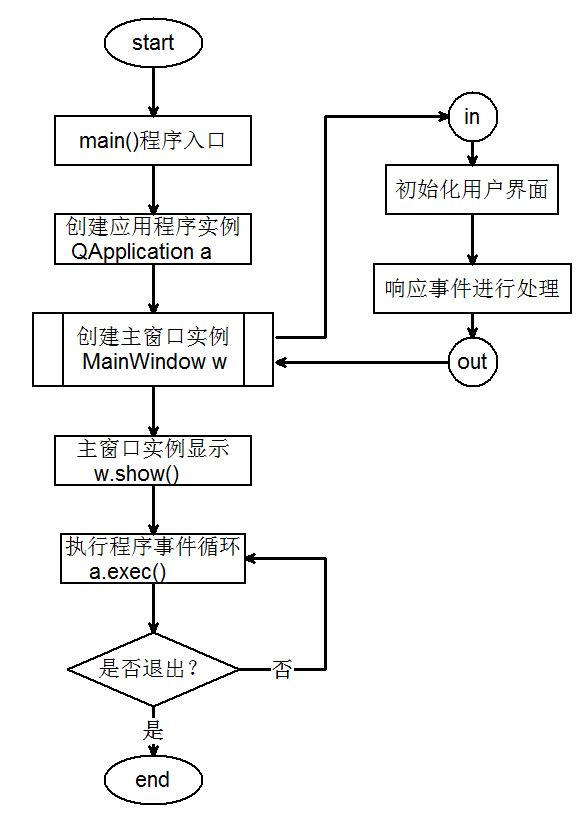 start
main()程序入口
创建应用程序实例
QApplication a
创建主窗口实例
MainWindow w
in
初始化用户界面
响应事件进行处理
out
主窗口实例显示
w.show()
执行程序事件循环
a.exec()
是否退出？
否
是
end